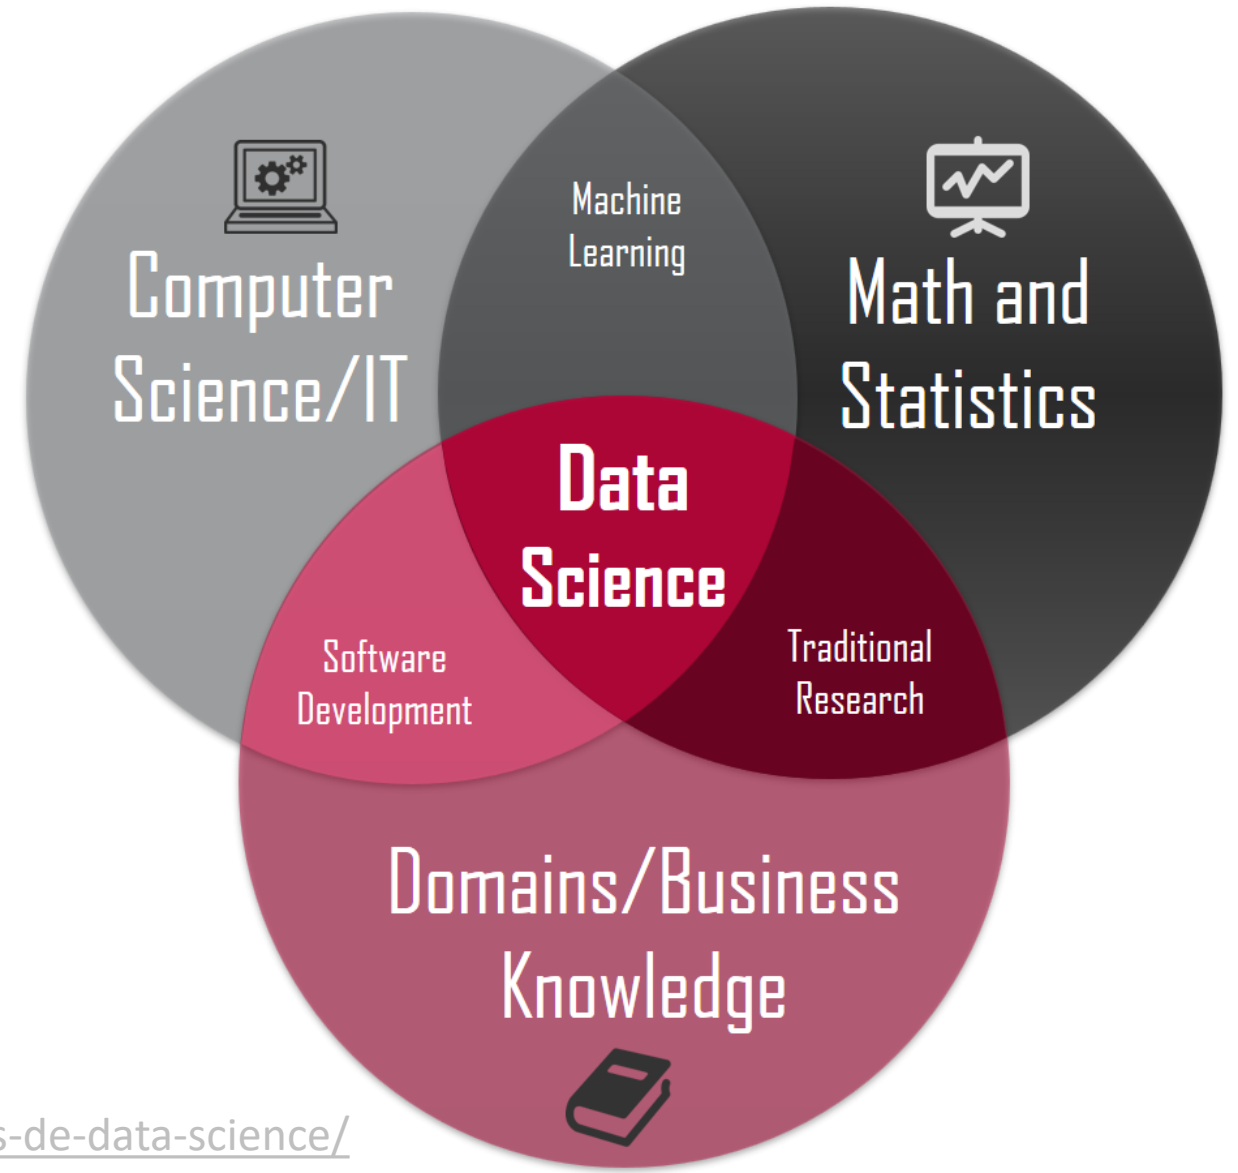 Machine
Learning
Computer
Science/IT
Math and
Statistics
Data
Science
Software
Development
Traditional
Research
Domains/Business
Knowledge
s-de-data-science/